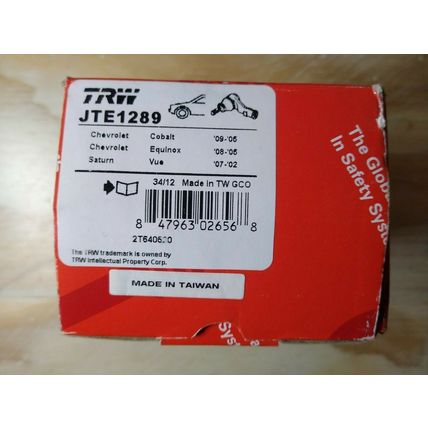 TRW
JTE1289
Chevrolet Cobalt '09-'05
Chevrolet Equinox '08-'05
Saturn Vue '07-'02
34/12 Made in TW GCO
8 47963 02656 8
2T640520
The TRW trademark is owned by
TRW Intellectual Property Corp.
MADE IN TAIWAN
The Global
In Safety Syst